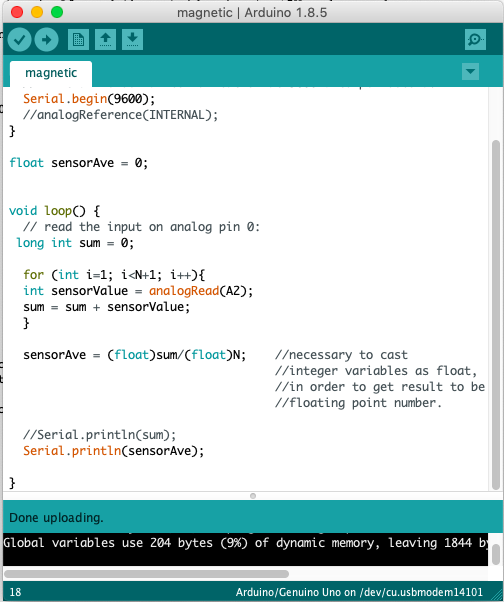 magnetic | Arduino 1.8.5
magnetic
Serial.begin(9600);
//analogReference(INTERNAL);
}
float sensorAve = 0;
void loop() {
// read the input on analog pin 0:
long int sum = 0;
for (int i=1; i<N+1; i++){
int sensorValue = analogRead(A2);
sum = sum + sensorValue;
}
sensorAve = (float)sum/(float)N; //necessary to cast
//integer variables as float,
//in order to get result to be
//floating point number.
//Serial.println(sum);
Serial.println(sensorAve);
}
Done uploading.
Global variables use 204 bytes (9%) of dynamic memory, leaving 1844 by
18 Arduino/Genuino Uno on /dev/cu.usbmodem14101